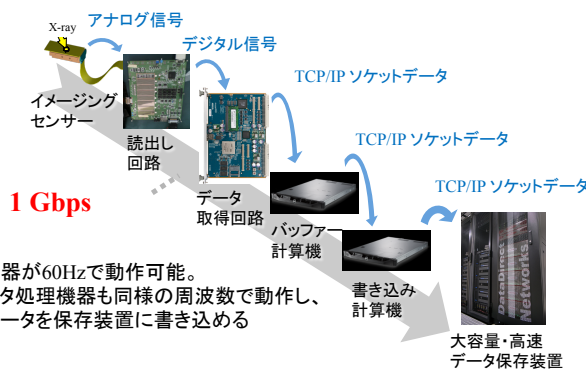 X-ray
アナログ信号
デジタル信号
TCP/IP ソケットデータ
イメージング
センサー
読出し
回路
TCP/IP ソケットデータ
TCP/IP ソケットデータ
1 Gbps
データ
取得回路
バッファー
計算機
書き込み
計算機
DataDirect
Networks
器が60Hzで動作可能。
タ処理機器も同様の周波数で動作し、
ータを保存装置に書き込める
大容量・高速
データ保存装置